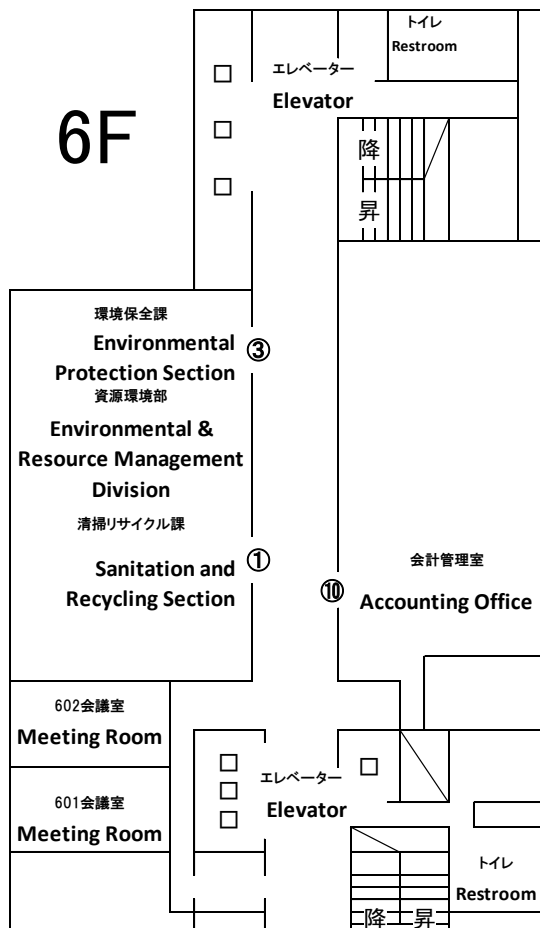 トイレ
Restroom
エレベーター
Elevator
6F
降
昇
環境保全課
Environmental
Protection Section
③
資源環境部
Environmental &
Resource Management
Division
清掃リサイクル課
Sanitation and
Recycling Section
①
⑩
会計管理室
Accounting Office
602会議室
Meeting Room
エレベーター
Elevator
601会議室
Meeting Room
トイレ
Restroom
降 昇